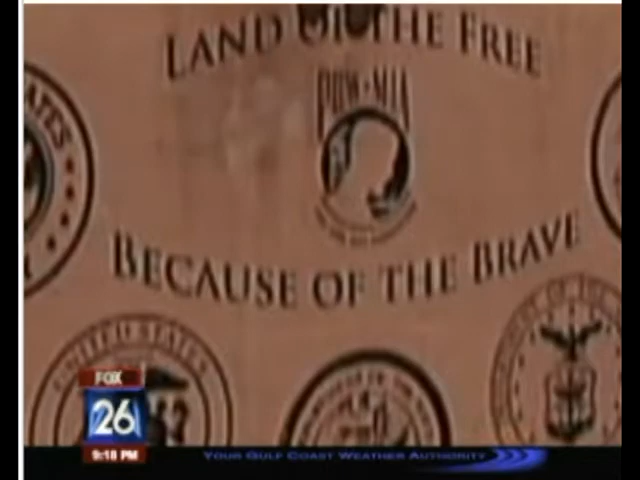 LAND OF THE FREE
POW★MIA
BECAUSE OF THE BRAVE
UNITED
FOX
26
9:18 PM
YOUR GULF COAST WEATHER AUTHORITY